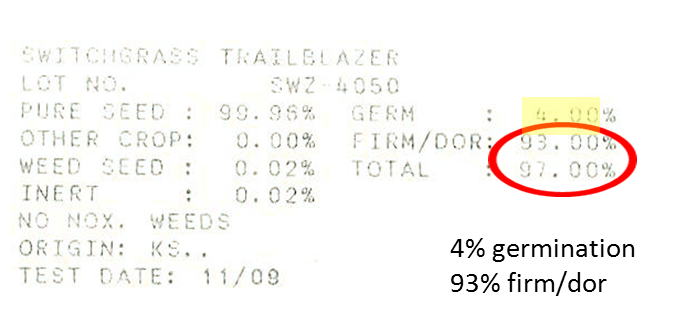 SWITCHGRASS TRAILBLAZER
LOT NO. SWZ-4050
PURE SEED : 99.96% GERM : 4.00%
OTHER CROP: 0.00% FIRM/DOR: 93.00%
WEED SEED : 0.02% TOTAL : 97.00%
INERT : 0.02%
NO NOX. WEEDS
ORIGIN: KS..
TEST DATE: 11/09
4% germination
93% firm/dor